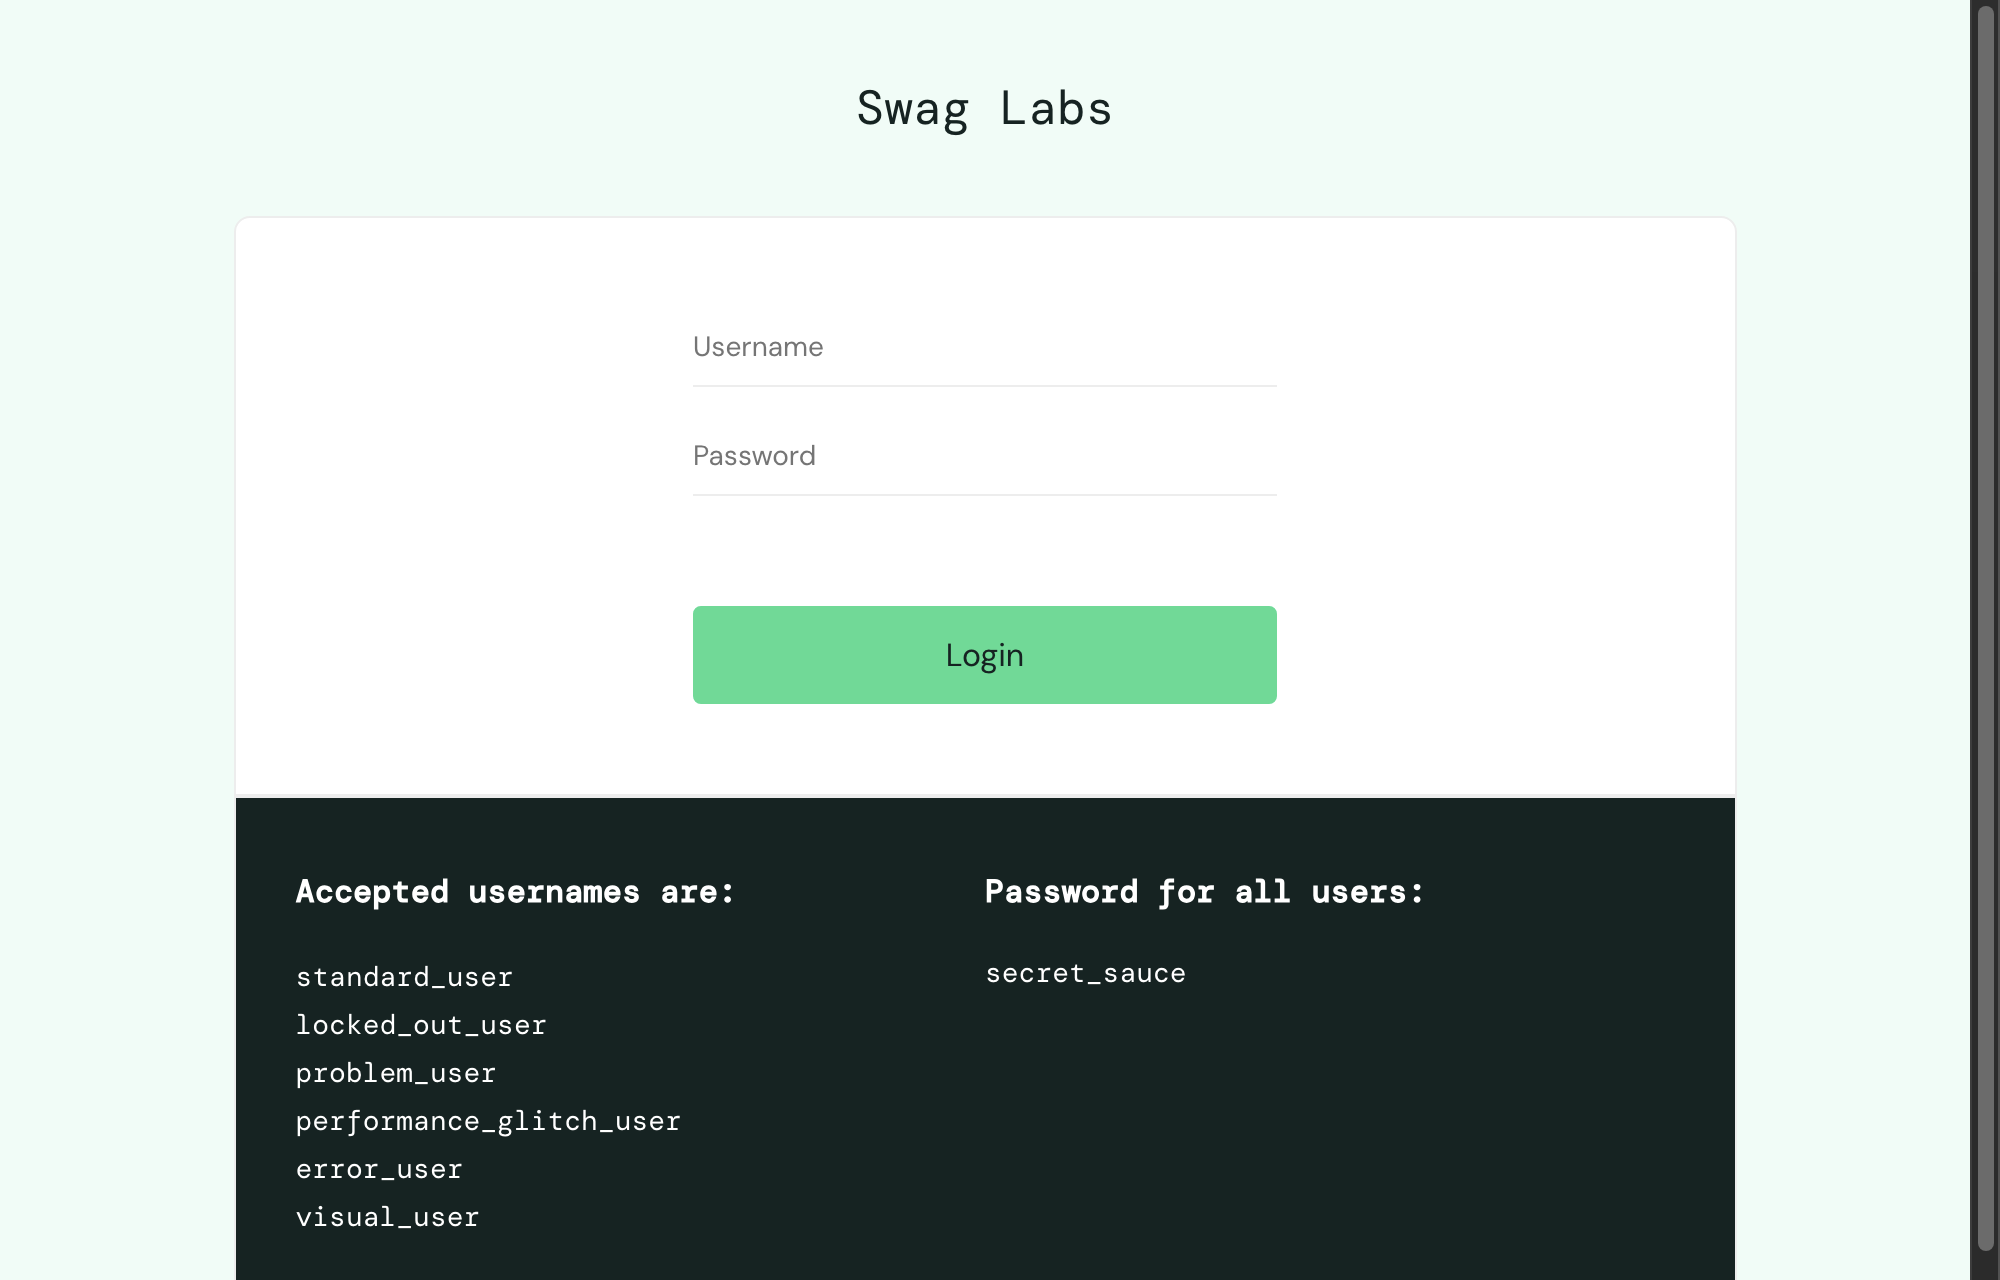 Swag Labs
Username
Password
Login
Accepted usernames are:
standard_user
locked_out_user
problem_user
performance_glitch_user
error_user
visual_user
Password for all users:
secret_sauce